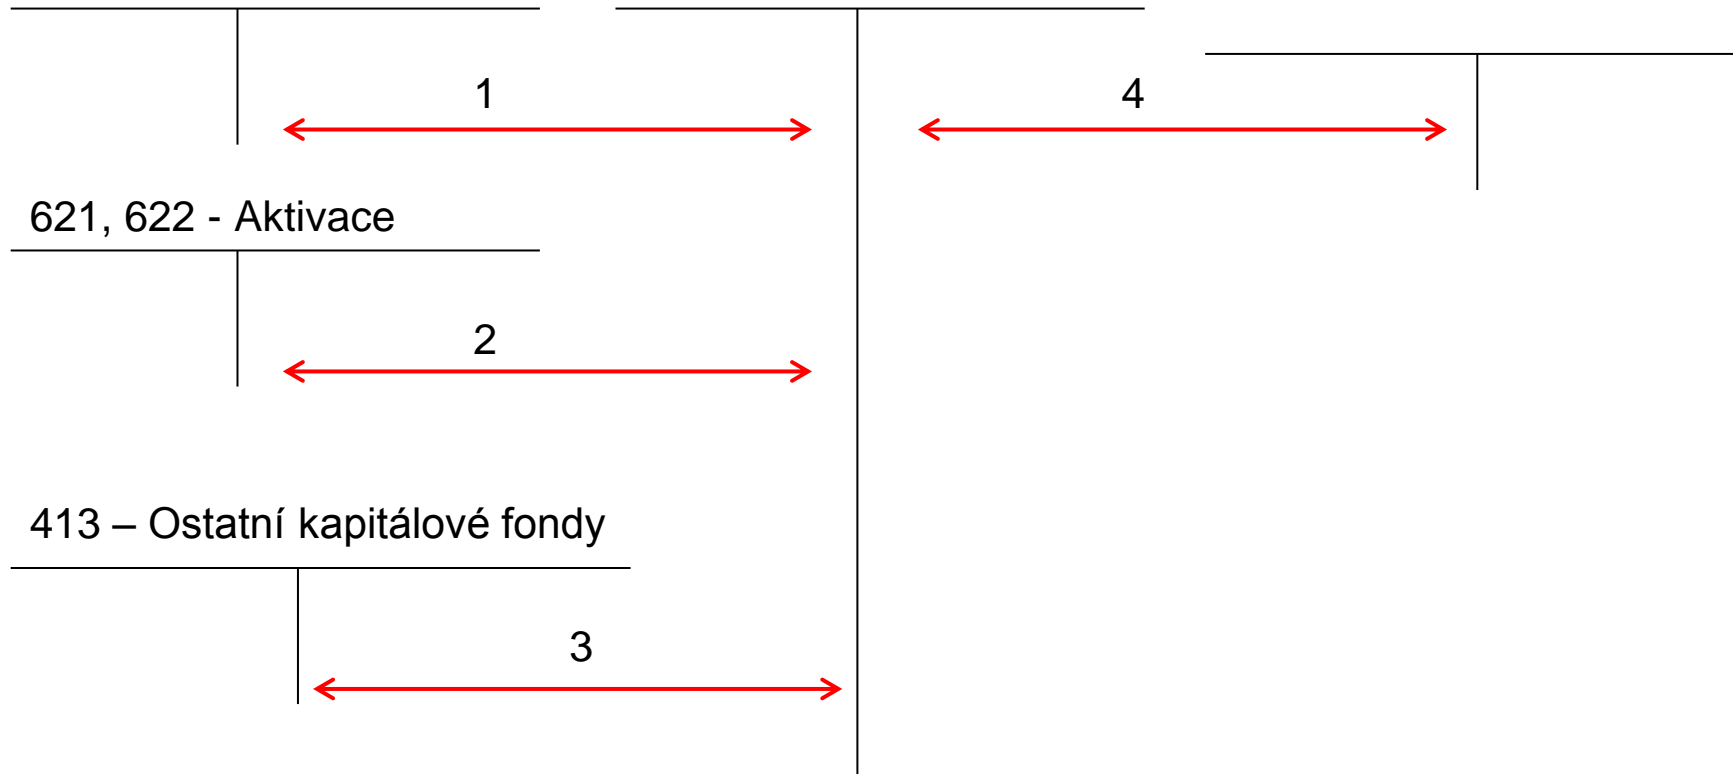 1
4
621, 622 - Aktivace
2
413 – Ostatní kapitálové fondy
3